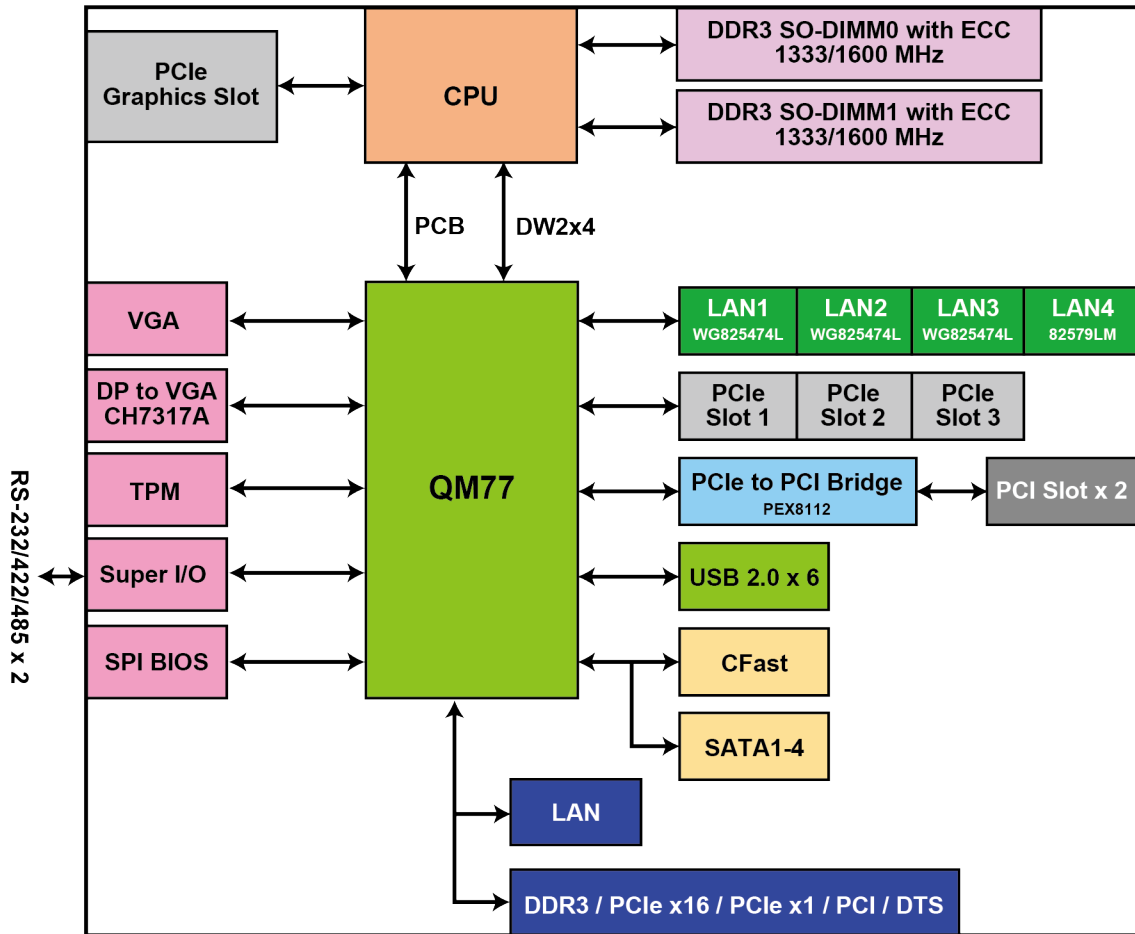 PCIe
Graphics Slot
CPU
DDR3 SO-DIMM0 with ECC
1333/1600 MHz
DDR3 SO-DIMM1 with ECC
1333/1600 MHz
PCB
DW2x4
VGA
DP to VGA
CH7317A
TPM
Super I/O
SPI BIOS
RS-232/422/485 x 2
QM77
LAN1
WG825474L
LAN2
WG825474L
LAN3
WG825474L
LAN4
82579LM
PCIe
Slot 1
PCIe
Slot 2
PCIe
Slot 3
PCIe to PCI Bridge
PEX8112
PCI Slot x 2
USB 2.0 x 6
CFast
SATA1-4
LAN
DDR3 / PCIe x16 / PCIe x1 / PCI / DTS